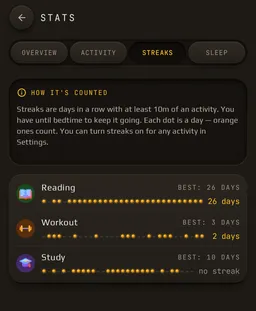 STATS
OVERVIEW
ACTIVITY
STREAKS
SLEEP
HOW IT'S COUNTED
Streaks are days in a row with at least 10m of an activity. You
have until bedtime to keep it going. Each dot is a day — orange
ones count. You can turn streaks on for any activity in
Settings.
Reading BEST: 26 DAYS
26 days
Workout BEST: 3 DAYS
2 days
Study BEST: 10 DAYS
no streak